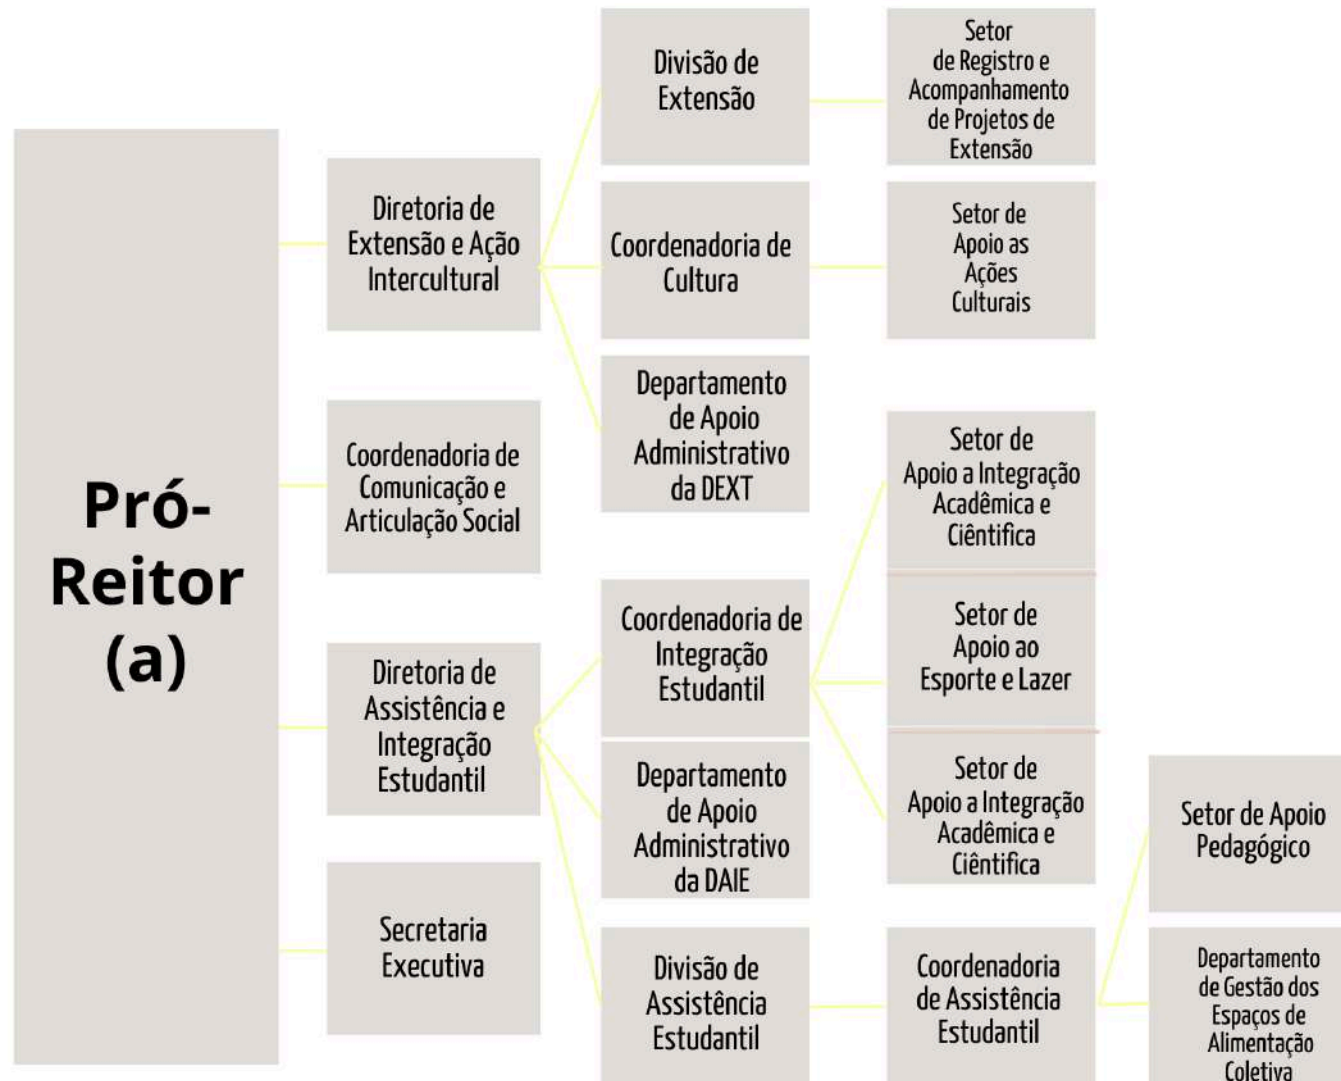 Pró-
Reitor
(a)
Diretoria de
Extensão e Ação
Intercultural
Coordenadoria de
Comunicação e
Articulação Social
Diretoria de
Assistência e
Integração
Estudantil
Secretaria
Executiva
Divisão de
Extensão
Coordenadoria de
Cultura
Departamento
de Apoio
Administrativo
da DEXT
Coordenadoria de
Integração
Estudantil
Departamento
de Apoio
Administrativo
da DAIE
Divisão de
Assistência
Estudantil
Setor
de Registro e
Acompanhamento
de Projetos de
Extensão
Setor de
Apoio as
Ações
Culturais
Setor de
Apoio a Integração
Acadêmica e
Ciêntifica
Setor de
Apoio ao
Esporte e Lazer
Setor de
Apoio a Integração
Acadêmica e
Ciêntifica
Coordenadoria
de Assistência
Estudantil
Setor de Apoio
Pedagógico
Departamento
de Gestão dos
Espaços de
Alimentação
Coletiva